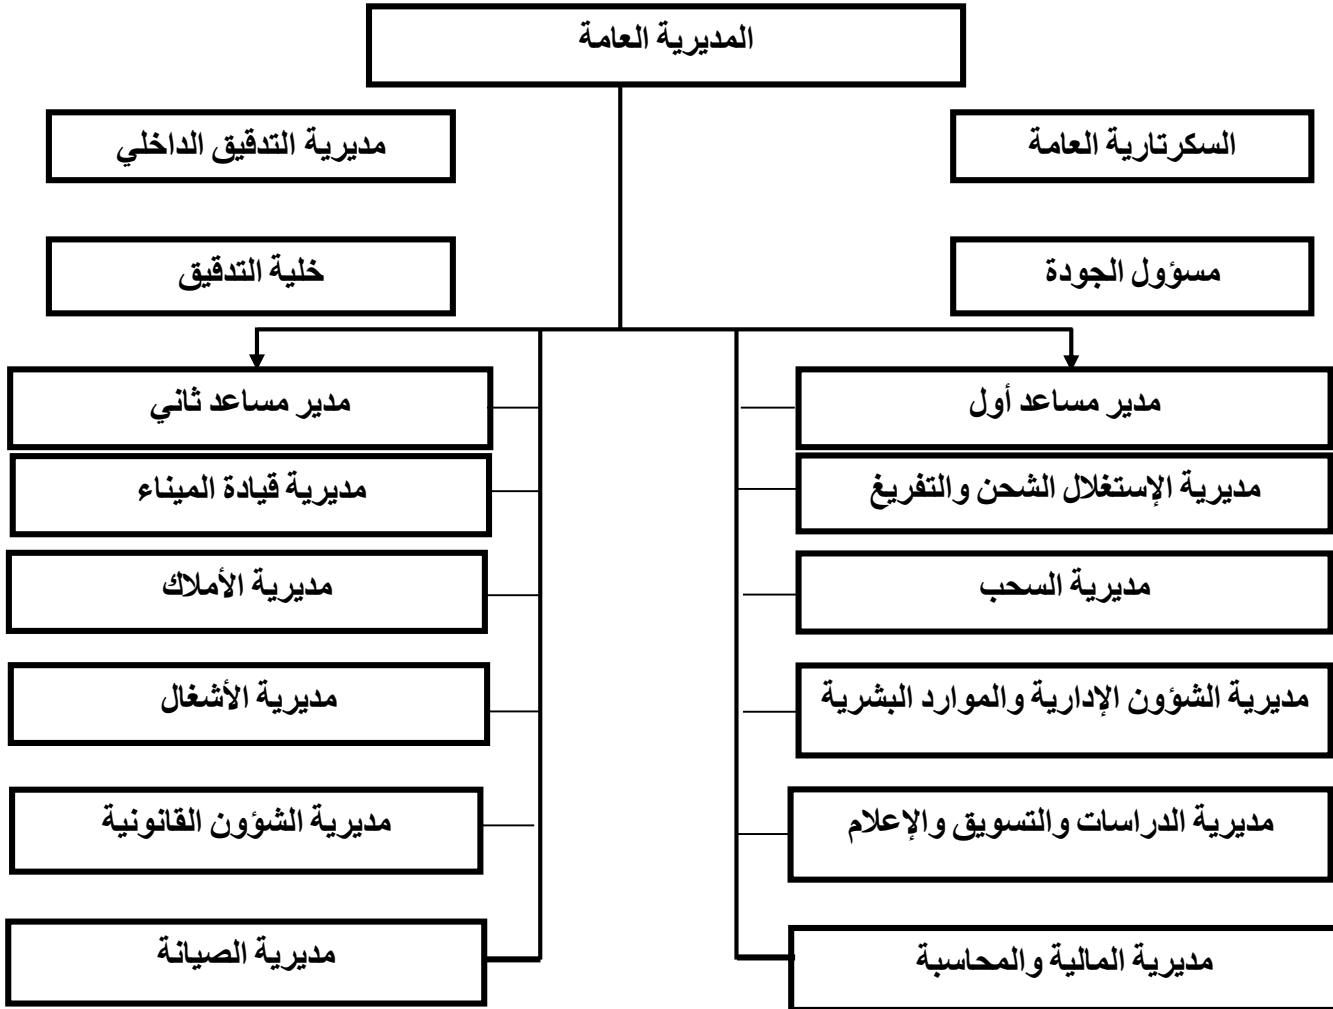 المديرية العامة
السكرتارية العامة
مديرية التدقيق الداخلي
مسؤول الجودة
خلية التدقيق
مدير مساعد أول
مدير مساعد ثاني
مديرية الإستغلال الشحن والتفريغ
مديرية قيادة الميناء
مديرية السحب
مديرية الأملاك
مديرية الشؤون الإدارية والموارد البشرية
مديرية الأشغال
مديرية الدراسات والتسويق والإعلام
مديرية الشؤون القانونية
مديرية المالية والمحاسبة
مديرية الصيانة